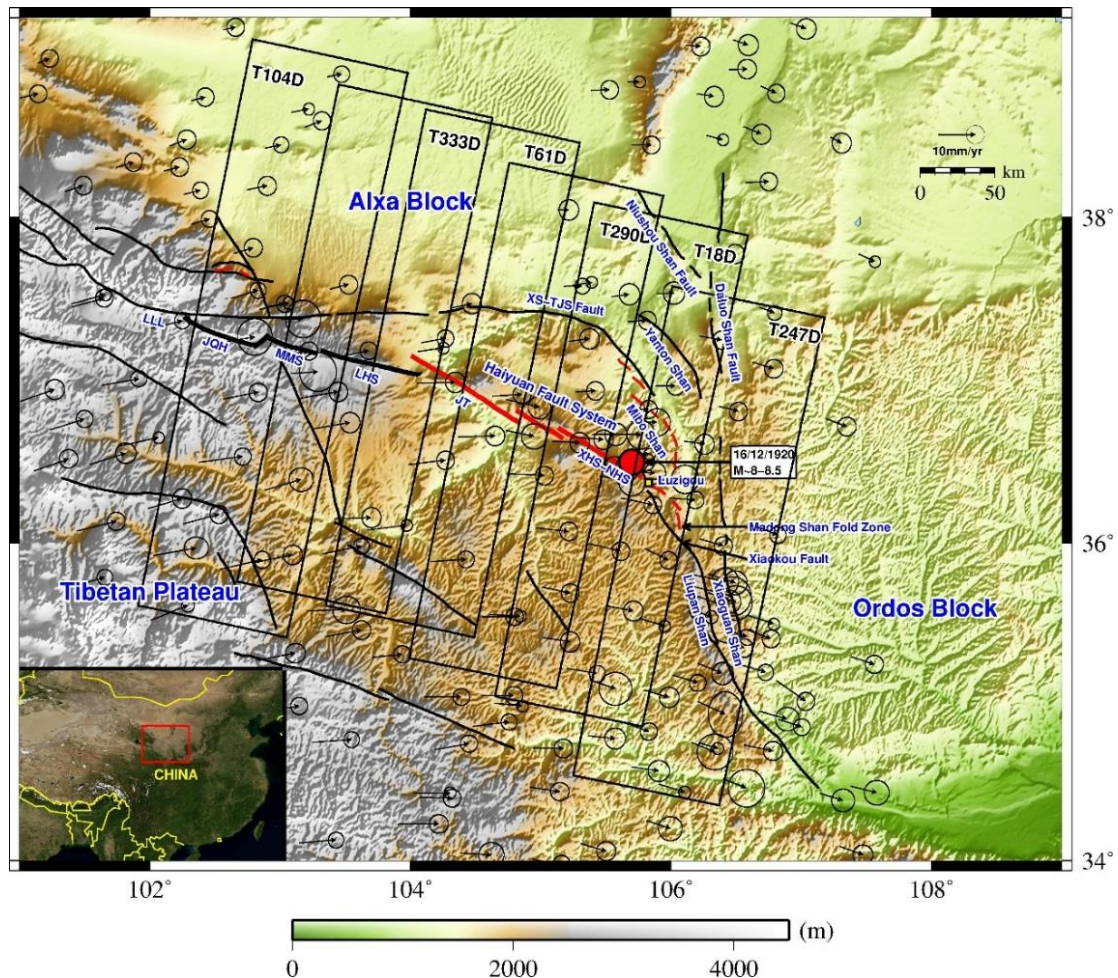 T104D
T333D
T61D
10mm/yr
0 50 km
Alxa Block
38°
T290D
T18D
Niushou Shan Fault
Dailuo Shan Fault
XS-TJS Fault
T247D
LLL
JQH
MMS
LHS
Yanton Shan
Haiyuan Fault System
JT
Mibo Shan
XHS-NHS
16/12/1920
M~8-8.5
Luzigou
Madong Shan Fold Zone
36°
Xiaokou Fault
Tibetan Plateau
Liupan Shan
Xiaoguan Shan
Ordos Block
CHINA
34°
102° 104° 106° 108°
(m)
0 2000 4000